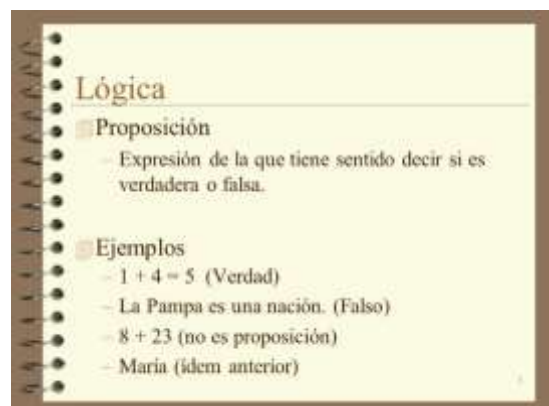 Lógica
Proposición
– Expresión de la que tiene sentido decir si es
verdadera o falsa.
Ejemplos
– 1 + 4 = 5 (Verdad)
– La Pampa es una nación. (Falso)
– 8 + 23 (no es proposición)
– María (ídem anterior)